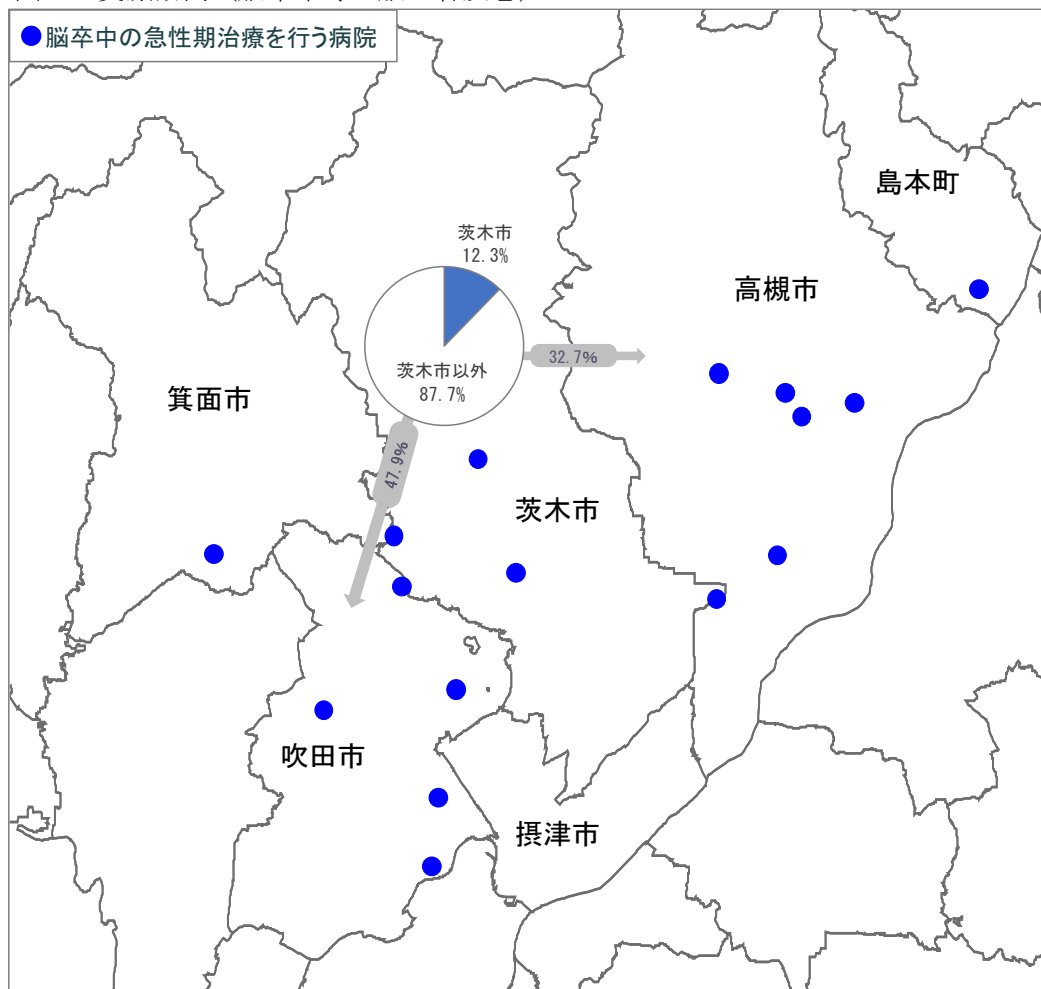 脳卒中の急性期治療を行う病院
島本町
茨木市
12.3%
高槻市
32.7%
茨木市以外
87.7%
箕面市
47.9%
茨木市
吹田市
摂津市